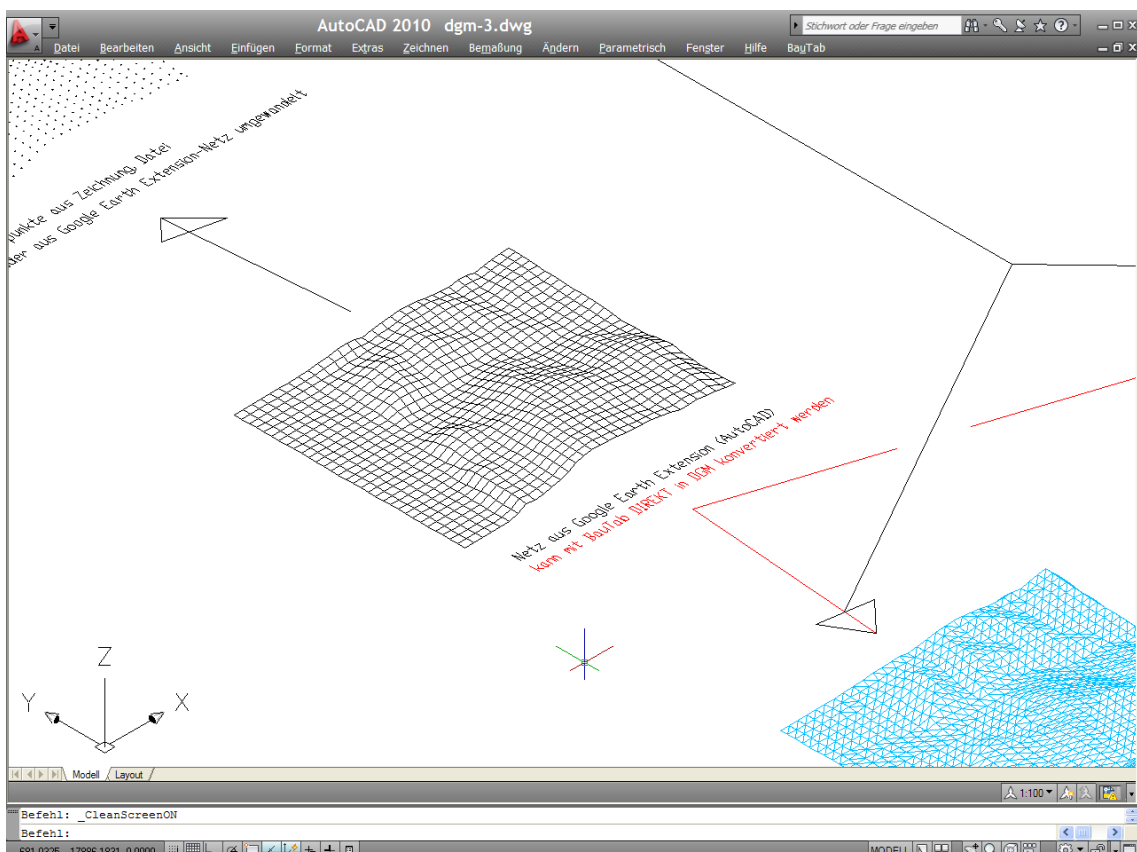 AutoCAD 2010 dgm-3.dwg
Stichwort oder Frage eingeben
Datei Bearbeiten Ansicht Einfügen Format Extras Zeichnen Bemaßung Ändern Parametrisch Fenster Hilfe BayTab
punkte aus Zeichnung, Datei
der aus Google Earth Extension-Netz umgewandelt
Netz aus Google Earth Extension (AutoCAD)
kann mit BauTab DIREKT in DGM konvertiert werden
Z
Y
X
Modell Layout
1:100
Befehl: _CleanScreenON
Befehl:
MODELL